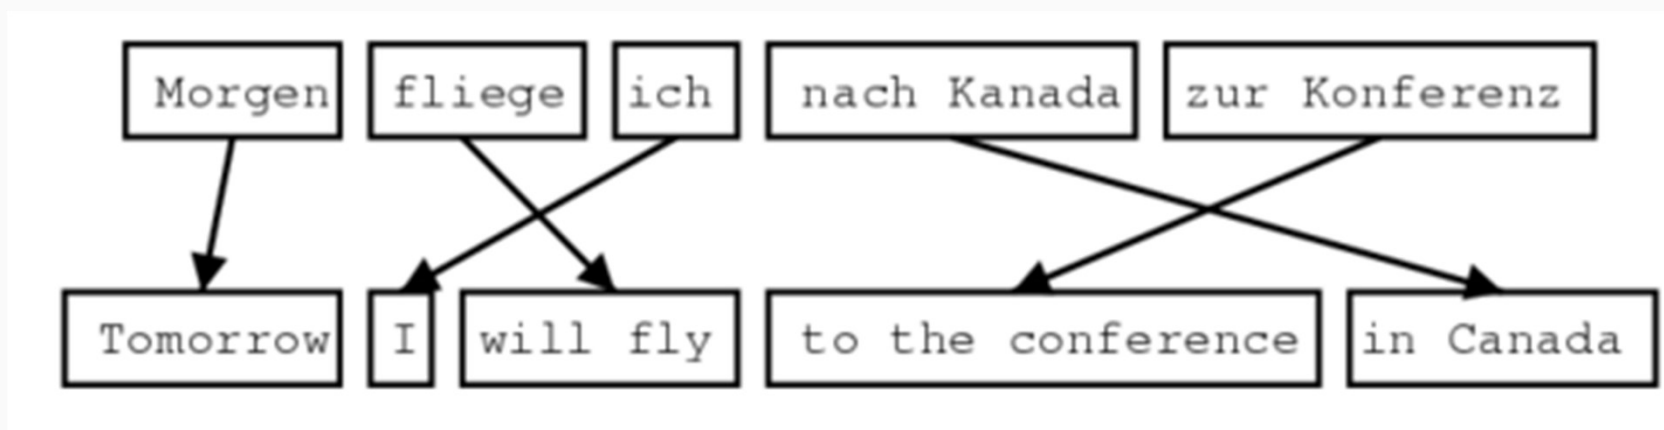 Morgen fliege ich nach Kanada zur Konferenz
Tomorrow I will fly to the conference in Canada